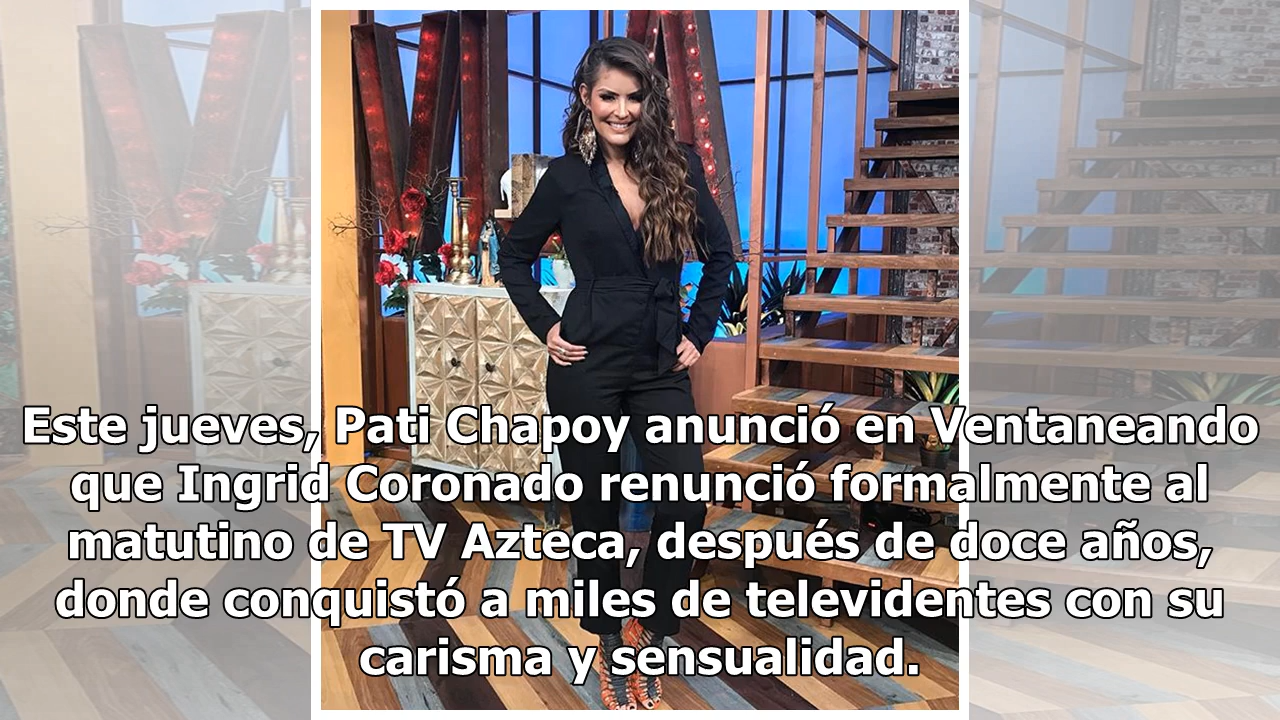 Este jueves, Pati Chapoy anunció en Ventaneando
que Ingrid Coronado renunció formalmente al
matutino de TV Azteca, después de doce años,
donde conquistó a miles de televidentes con su
carisma y sensualidad.